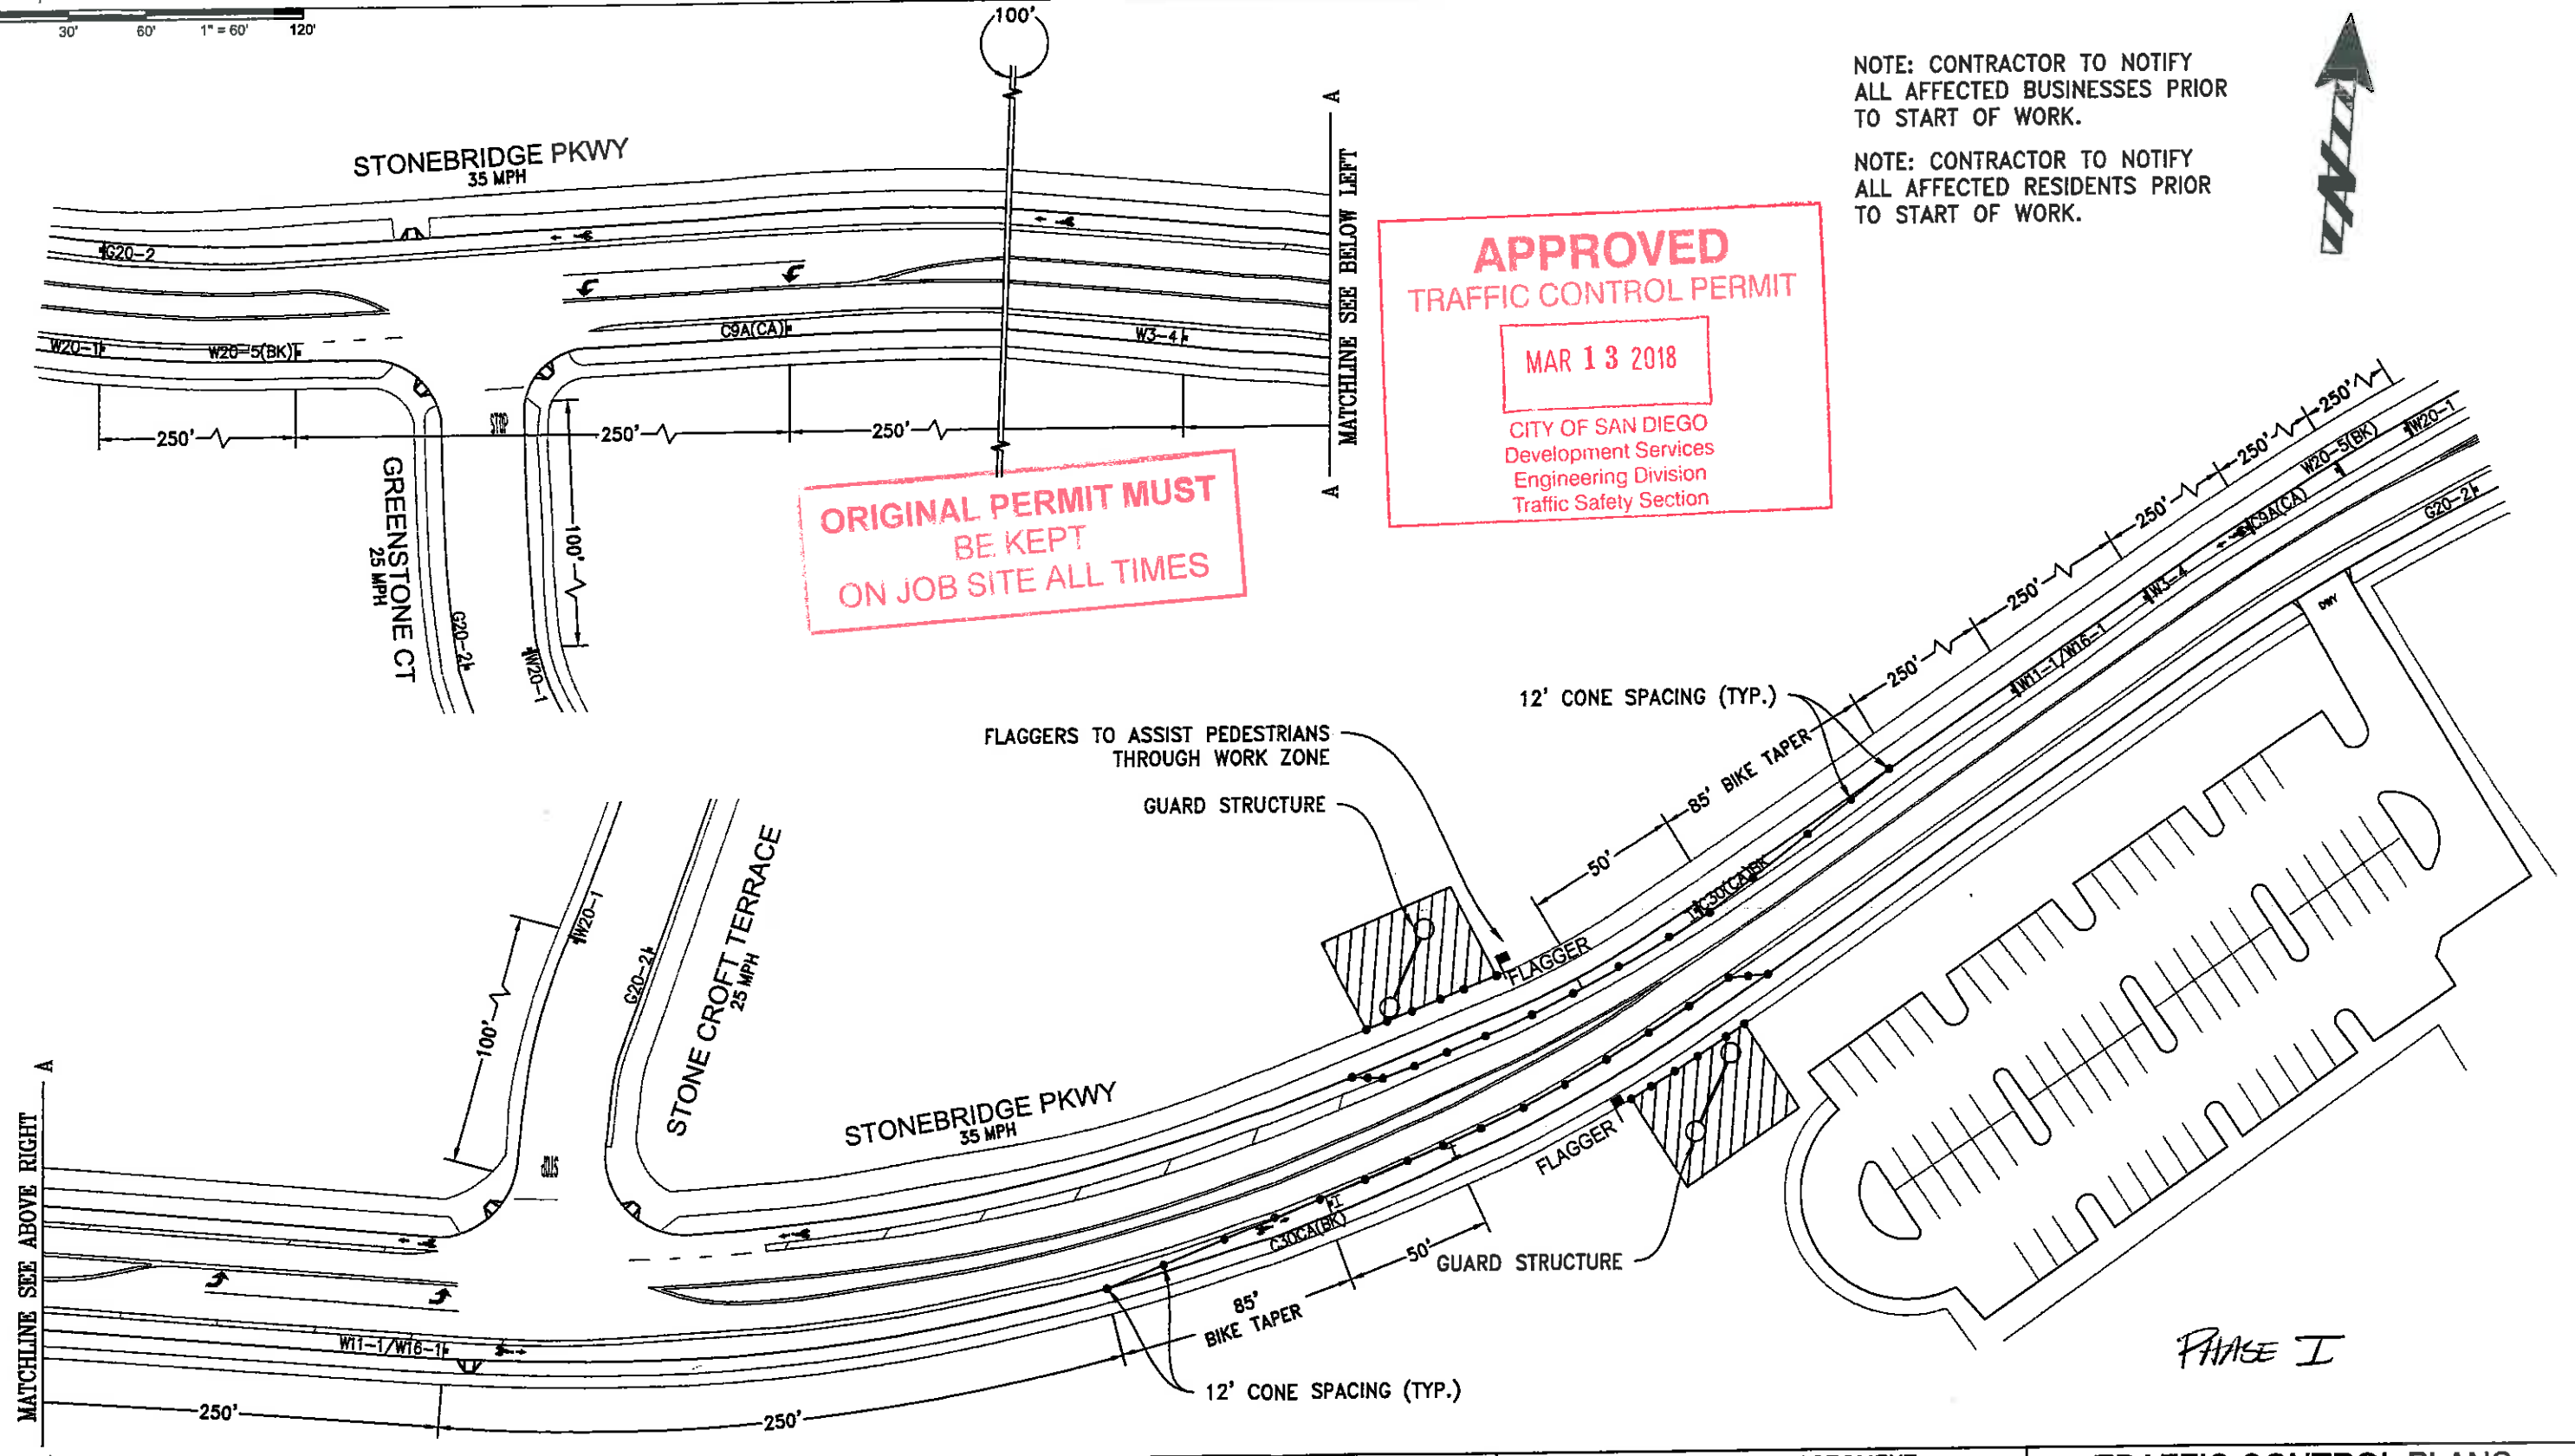 30' 60' 1" = 60' 120'
100'
NOTE: CONTRACTOR TO NOTIFY
ALL AFFECTED BUSINESSES PRIOR
TO START OF WORK.
NOTE: CONTRACTOR TO NOTIFY
ALL AFFECTED RESIDENTS PRIOR
TO START OF WORK.
N
STONEBRIDGE PKWY
35 MPH
G20-2
W20-1
W20-5(BK)
C9A(CA)
W3-4
250'
250'
250'
STOP
100'
GREENSTONE CT
25 MPH
G20-2
W20-1
A
MATCHLINE SEE BELOW LEFT
A
APPROVED
TRAFFIC CONTROL PERMIT
MAR 13 2018
CITY OF SAN DIEGO
Development Services
Engineering Division
Traffic Safety Section
ORIGINAL PERMIT MUST
BE KEPT
ON JOB SITE ALL TIMES
250'
250'
250'
250'
250'
W20-1
W20-5(BK)
C9A(CA)
W3-4
W11-1/W16-1
G20-2
DWY
12' CONE SPACING (TYP.)
85' BIKE TAPER
50'
C30(CA)BK
FLAGGERS TO ASSIST PEDESTRIANS
THROUGH WORK ZONE
GUARD STRUCTURE
FLAGGER
W20-1
100'
G20-2
STONE CROFT TERRACE
25 MPH
STOP
STONEBRIDGE PKWY
35 MPH
A
MATCHLINE SEE ABOVE RIGHT
W11-1/W16-1
250'
250'
FLAGGER
C30CA(BK)
50'
GUARD STRUCTURE
85'
BIKE TAPER
12' CONE SPACING (TYP.)
PHASE I
TRAFFIC CONTROL PLANS